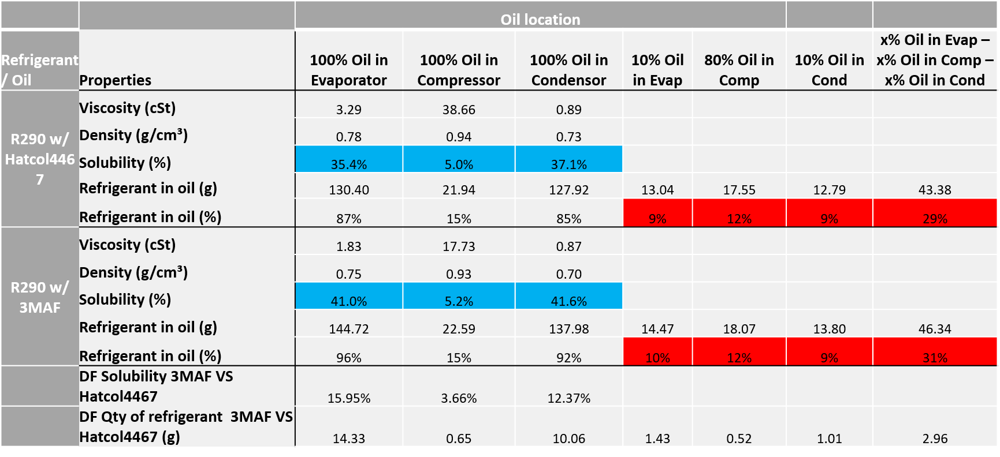 Oil location
Refrigerant / Oil Properties 100% Oil in Evaporator 100% Oil in Compressor 100% Oil in Condensor 10% Oil in Evap 80% Oil in Comp 10% Oil in Cond x% Oil in Evap – x% Oil in Comp – x% Oil in Cond
R290 w/ Hatcol4467
Viscosity (cSt) 3.29 38.66 0.89
Density (g/cm³) 0.78 0.94 0.73
Solubility (%) 35.4% 5.0% 37.1%
Refrigerant in oil (g) 130.40 21.94 127.92 13.04 17.55 12.79 43.38
Refrigerant in oil (%) 87% 15% 85% 9% 12% 9% 29%
R290 w/ 3MAF
Viscosity (cSt) 1.83 17.73 0.87
Density (g/cm³) 0.75 0.93 0.70
Solubility (%) 41.0% 5.2% 41.6%
Refrigerant in oil (g) 144.72 22.59 137.98 14.47 18.07 13.80 46.34
Refrigerant in oil (%) 96% 15% 92% 10% 12% 9% 31%
DF Solubility 3MAF VS Hatcol4467 15.95% 3.66% 12.37%
DF Qty of refrigerant 3MAF VS Hatcol4467 (g) 14.33 0.65 10.06 1.43 0.52 1.01 2.96